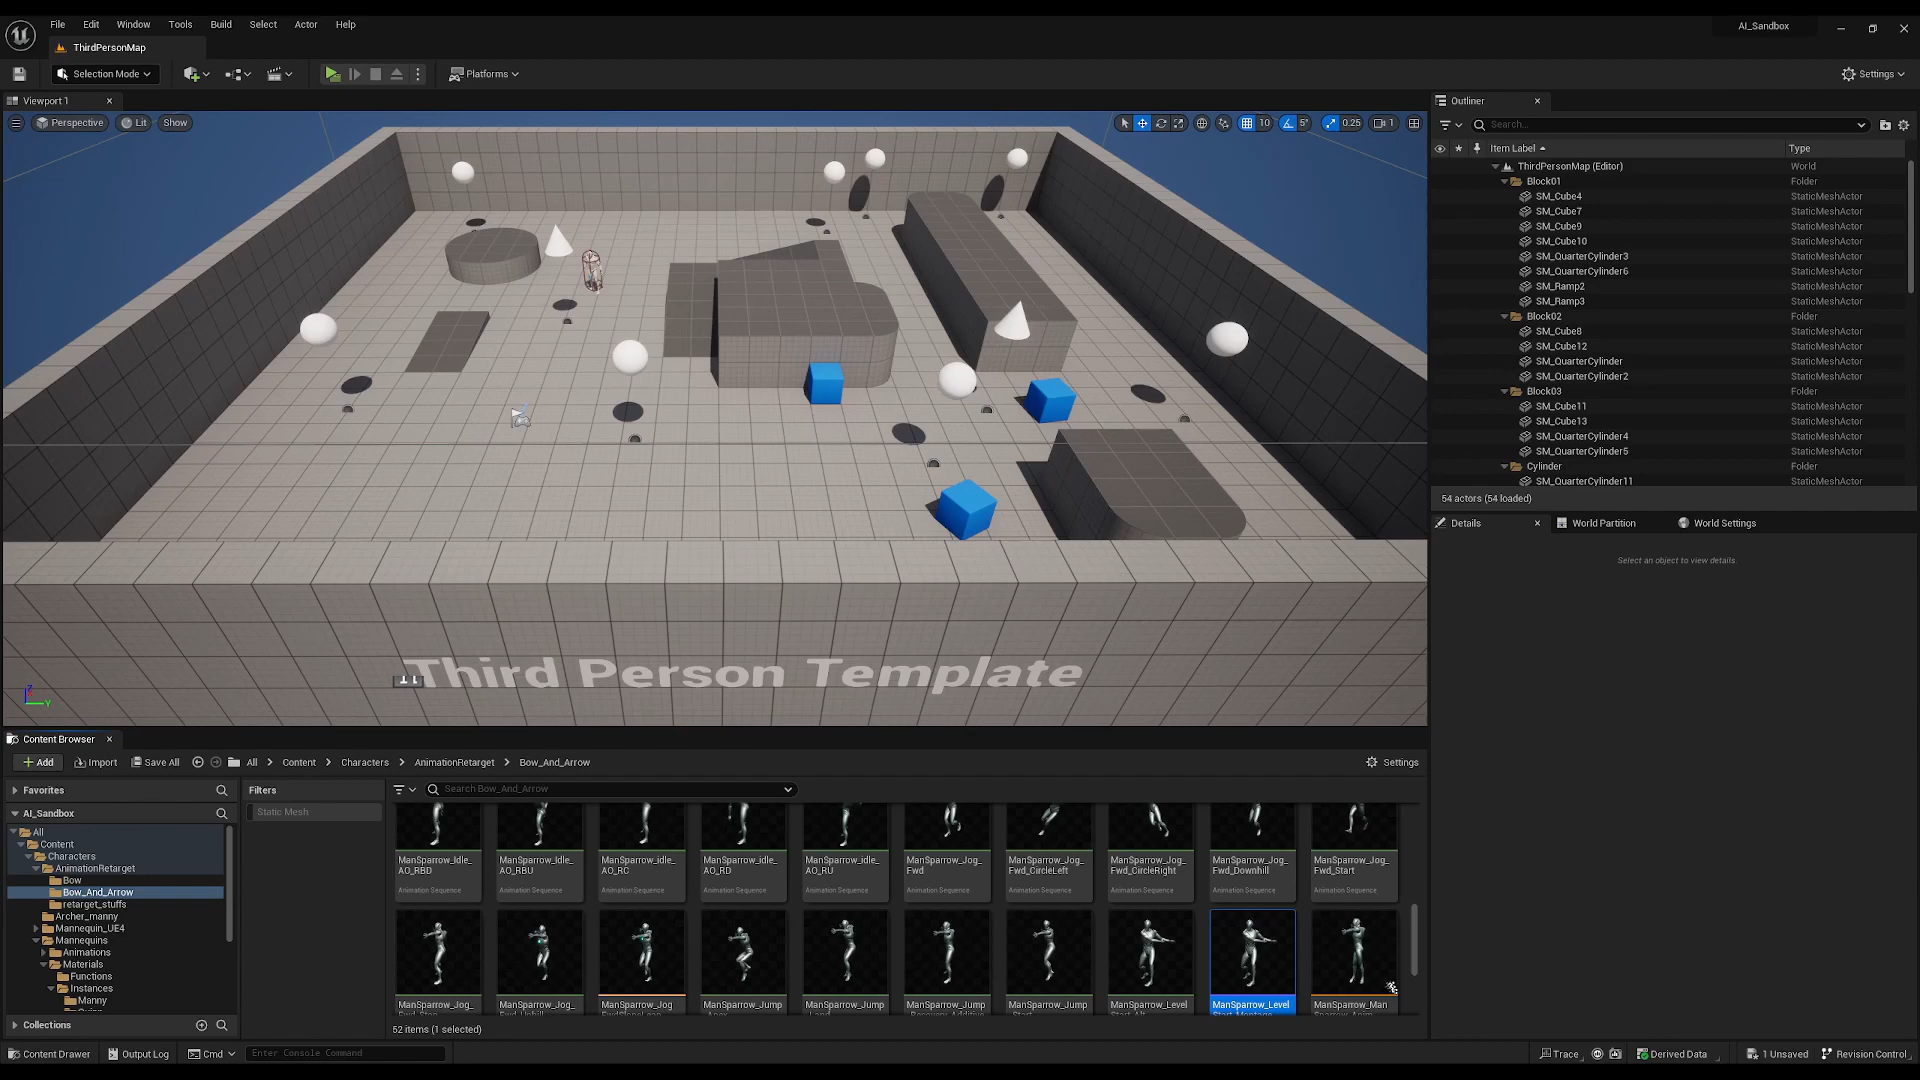 File Edit Window Tools Build Select Actor Help
AI_Sandbox
ThirdPersonMap
Selection Mode
Platforms
Settings
Viewport 1
Outliner
Perspective Lit Show
10 5° 0.25 1
Search...
Item Label Type
ThirdPersonMap (Editor) World
Block01 Folder
SM_Cube4 StaticMeshActor
SM_Cube7 StaticMeshActor
SM_Cube9 StaticMeshActor
SM_Cube10 StaticMeshActor
SM_QuarterCylinder3 StaticMeshActor
SM_QuarterCylinder6 StaticMeshActor
SM_Ramp2 StaticMeshActor
SM_Ramp3 StaticMeshActor
Block02 Folder
SM_Cube8 StaticMeshActor
SM_Cube12 StaticMeshActor
SM_QuarterCylinder StaticMeshActor
SM_QuarterCylinder2 StaticMeshActor
Block03 Folder
SM_Cube11 StaticMeshActor
SM_Cube13 StaticMeshActor
SM_QuarterCylinder4 StaticMeshActor
SM_QuarterCylinder5 StaticMeshActor
Cylinder Folder
SM_QuarterCylinder11 StaticMeshActor
54 actors (54 loaded)
Details World Partition World Settings
Select an object to view details.
Third Person Template
Z
Y
Content Browser
Add Import Save All All Content Characters AnimationRetarget Bow_And_Arrow Settings
Favorites
Filters
Search Bow_And_Arrow
AI_Sandbox
Static Mesh
All
Content
Characters
AnimationRetarget
Bow
Bow_And_Arrow
retarget_stuffs
Archer_manny
Mannequin_UE4
Mannequins
Animations
Materials
Functions
Instances
Manny
Collections
ManSparrow_Idle_ ManSparrow_Idle_ ManSparrow_idle_ ManSparrow_idle_ ManSparrow_idle_ ManSparrow_Jog_ ManSparrow_Jog_ ManSparrow_Jog_ ManSparrow_Jog_ ManSparrow_Jog_
AO_RBD AO_RBU AO_RC AO_RD AO_RU Fwd Fwd_CircleLeft Fwd_CircleRight Fwd_Downhill Fwd_Start
Animation Sequence Animation Sequence Animation Sequence Animation Sequence Animation Sequence Animation Sequence Animation Sequence Animation Sequence Animation Sequence Animation Sequence
ManSparrow_Jog_ ManSparrow_Jog_ ManSparrow_Jog_ ManSparrow_Jump_ ManSparrow_Jump_ ManSparrow_Jump_ ManSparrow_Jump_ ManSparrow_Level ManSparrow_Level ManSparrow_Man
52 items (1 selected)
Content Drawer Output Log Cmd Enter Console Command
Trace Derived Data 1 Unsaved Revision Control